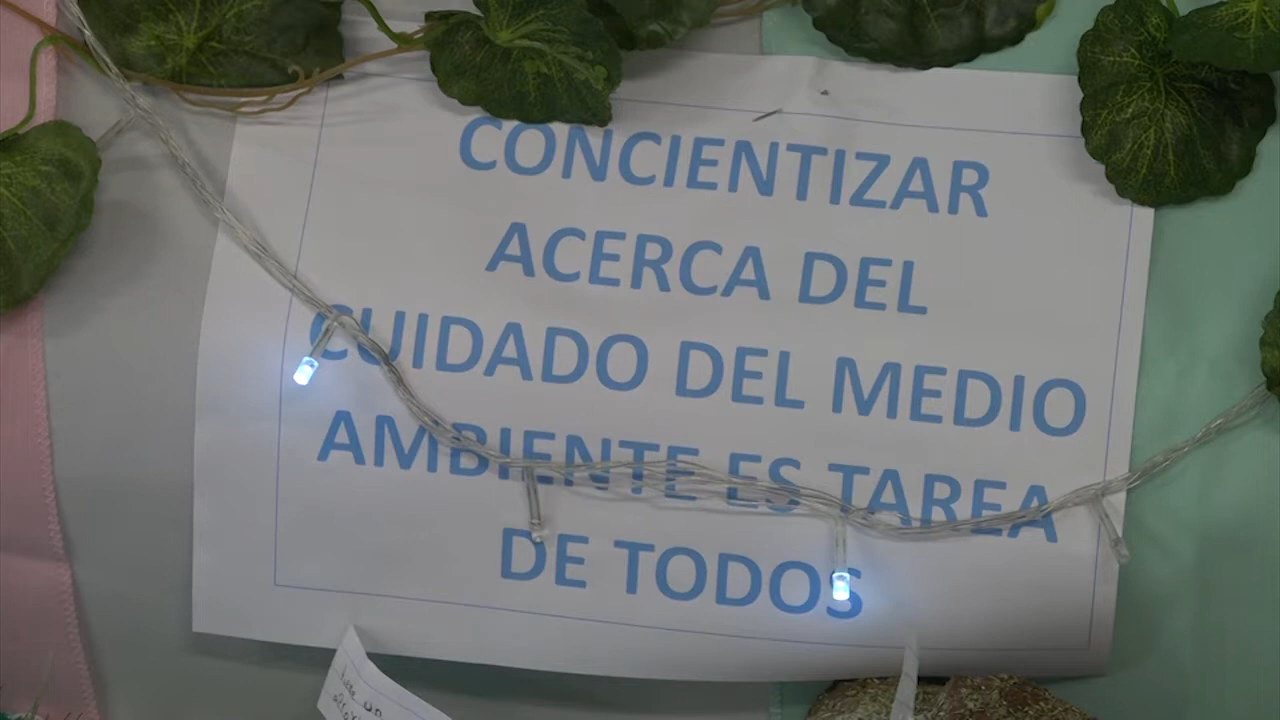 CONCIENTIZAR
ACERCA DEL
CUIDADO DEL MEDIO
AMBIENTE ES TAREA
DE TODOS